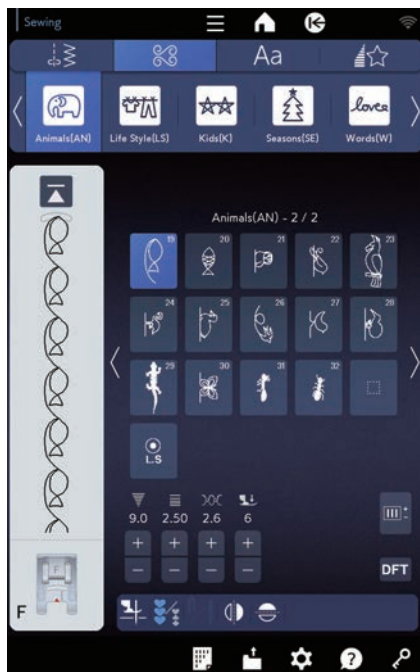 Sewing
Aa
Animals(AN) Life Style(LS) Kids(K) Seasons(SE) Words(W)
love
Animals(AN) - 2 / 2
19 20 21 22 23
24 25 26 27 28
29 30 31 32
L.S
9.0 2.50 2.6 6
+ + + +
− − − −
DFT
F
F
?